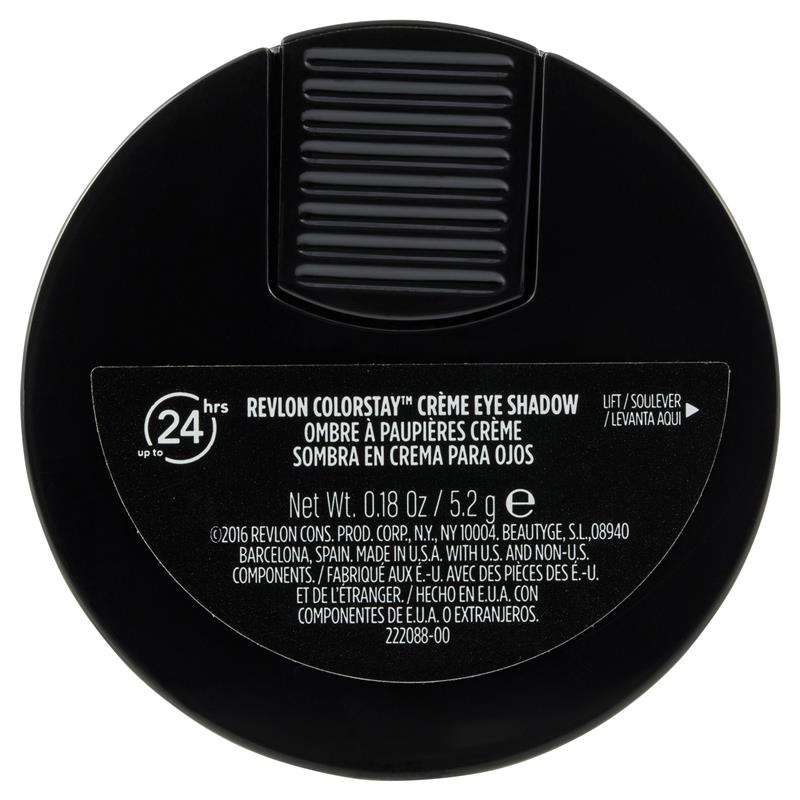 up to 24 hrs
REVLON COLORSTAY™ CRÈME EYE SHADOW
OMBRE À PAUPIÈRES CRÈME
SOMBRA EN CREMA PARA OJOS
LIFT / SOULEVER
/ LEVANTA AQUI ▶
Net Wt. 0.18 Oz / 5.2 g ℮
©2016 REVLON CONS. PROD. CORP., N.Y., NY 10004. BEAUTYGE, S.L.,08940
BARCELONA, SPAIN. MADE IN U.S.A. WITH U.S. AND NON-U.S.
COMPONENTS. / FABRIQUÉ AUX É.-U. AVEC DES PIÈCES DES É.-U.
ET DE L'ÉTRANGER. / HECHO EN E.U.A. CON
COMPONENTES DE E.U.A. O EXTRANJEROS.
222088-00